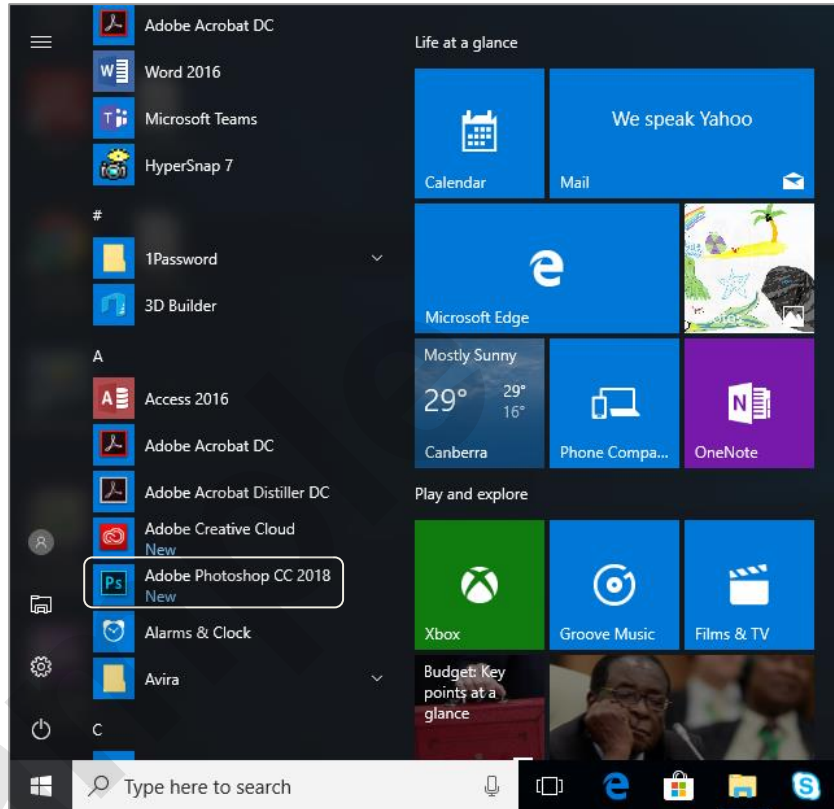 Adobe Acrobat DC
Word 2016
Microsoft Teams
HyperSnap 7
#
1Password
3D Builder
A
Access 2016
Adobe Acrobat DC
Adobe Acrobat Distiller DC
Adobe Creative Cloud
New
Adobe Photoshop CC 2018
New
Alarms & Clock
Avira
C
Life at a glance
Calendar
We speak Yahoo
Mail
Microsoft Edge
Mostly Sunny
29° 29°
16°
Canberra
Phone Compa...
OneNote
Play and explore
Xbox
Groove Music
Films & TV
Budget: Key
points at a
glance
Type here to search